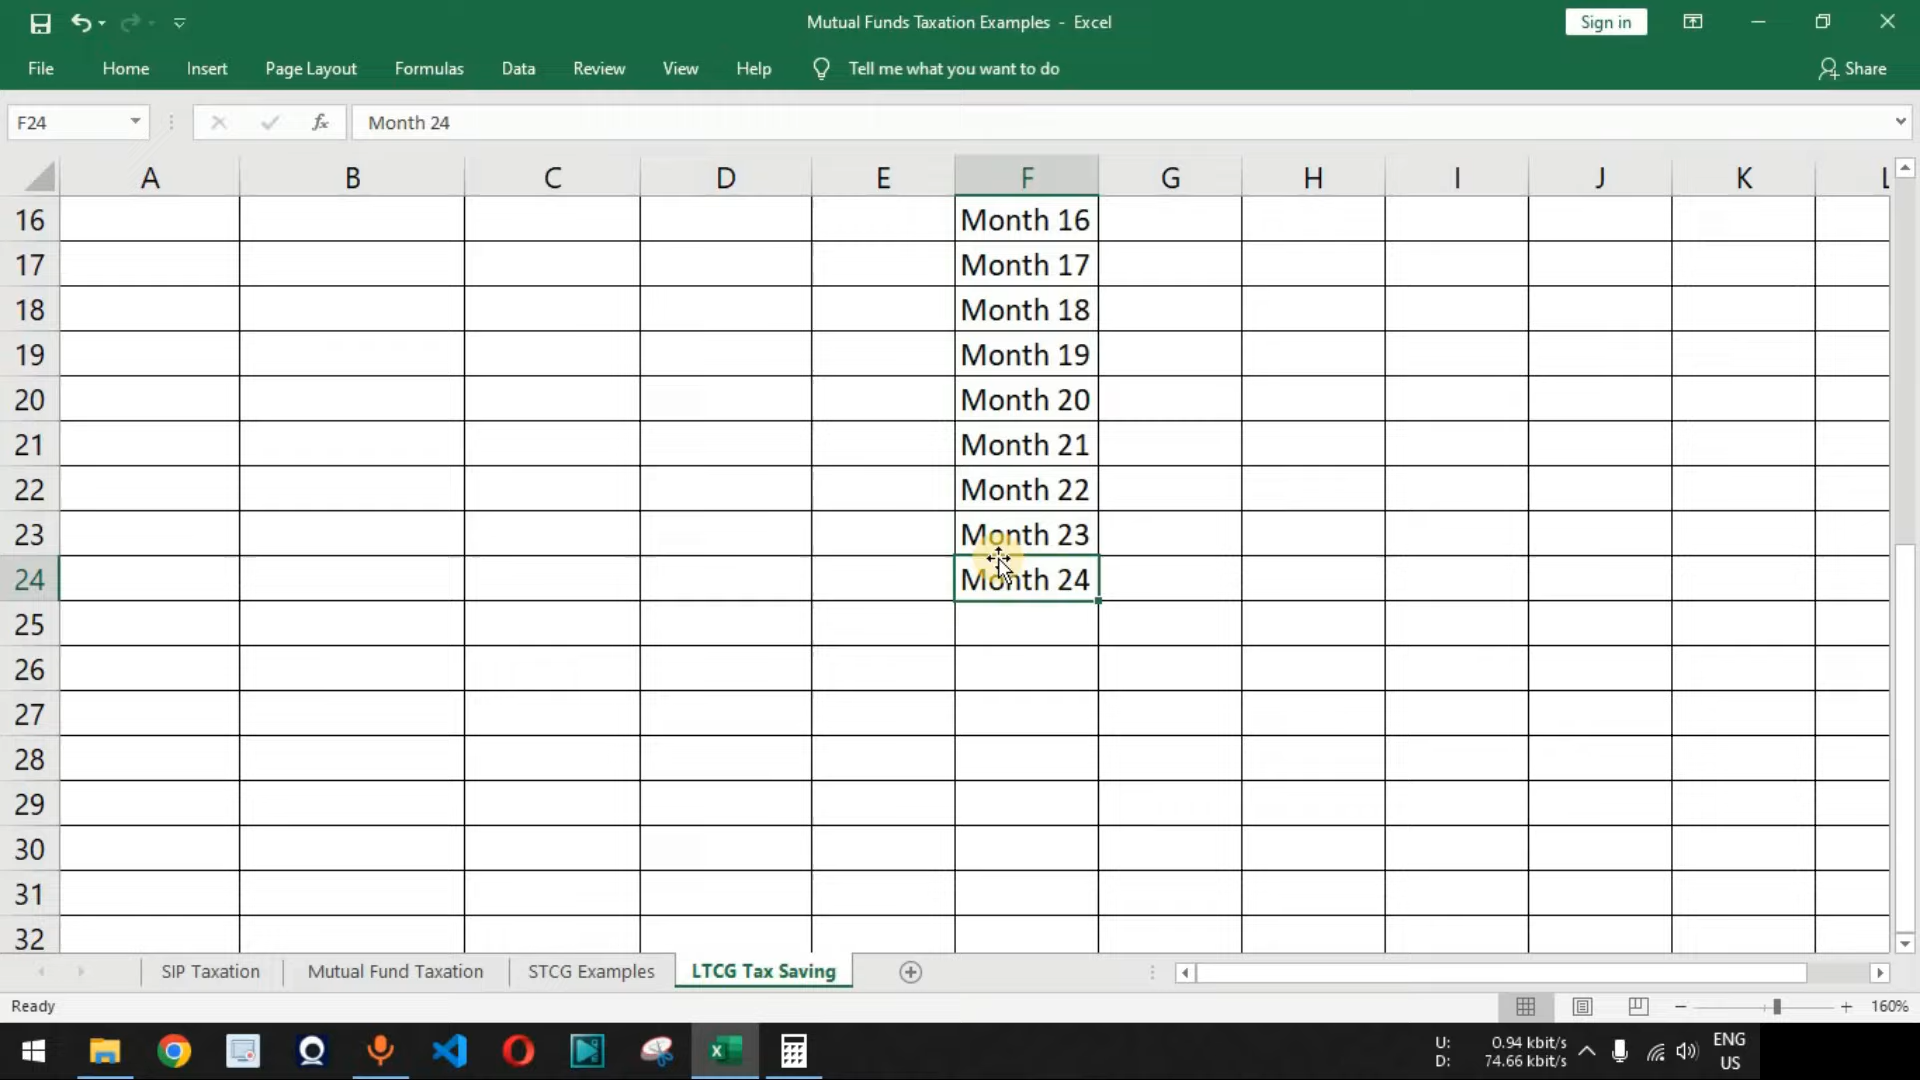 Mutual Funds Taxation Examples - Excel
Sign in
File Home Insert Page Layout Formulas Data Review View Help Tell me what you want to do Share
F24 fx Month 24
A B C D E F G H I J K L
16 Month 16
17 Month 17
18 Month 18
19 Month 19
20 Month 20
21 Month 21
22 Month 22
23 Month 23
24 Month 24
25
26
27
28
29
30
31
32
SIP Taxation Mutual Fund Taxation STCG Examples LTCG Tax Saving
Ready 160%
U: 0.94 kbit/s ENG
D: 74.66 kbit/s US